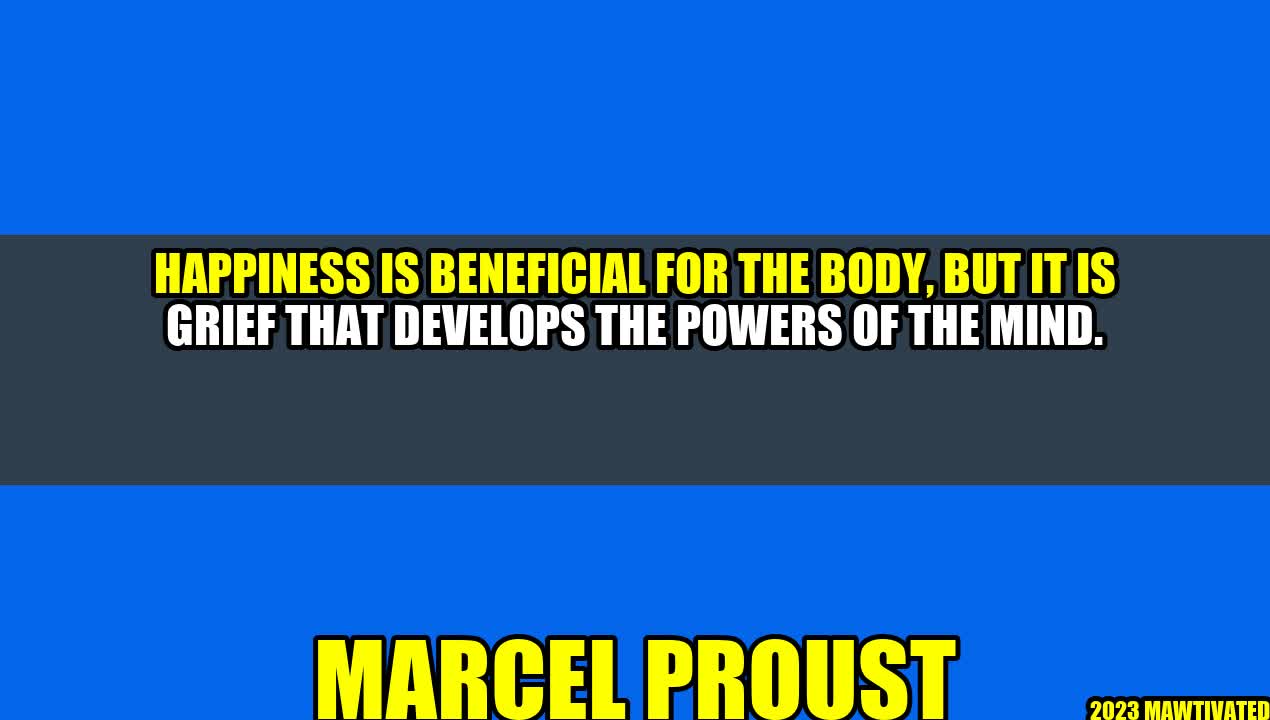 HAPPINESS IS BENEFICIAL FOR THE BODY, BUT IT IS
GRIEF THAT DEVELOPS THE POWERS OF THE MIND.
MARCEL PROUST
2023 MAWTIVATED